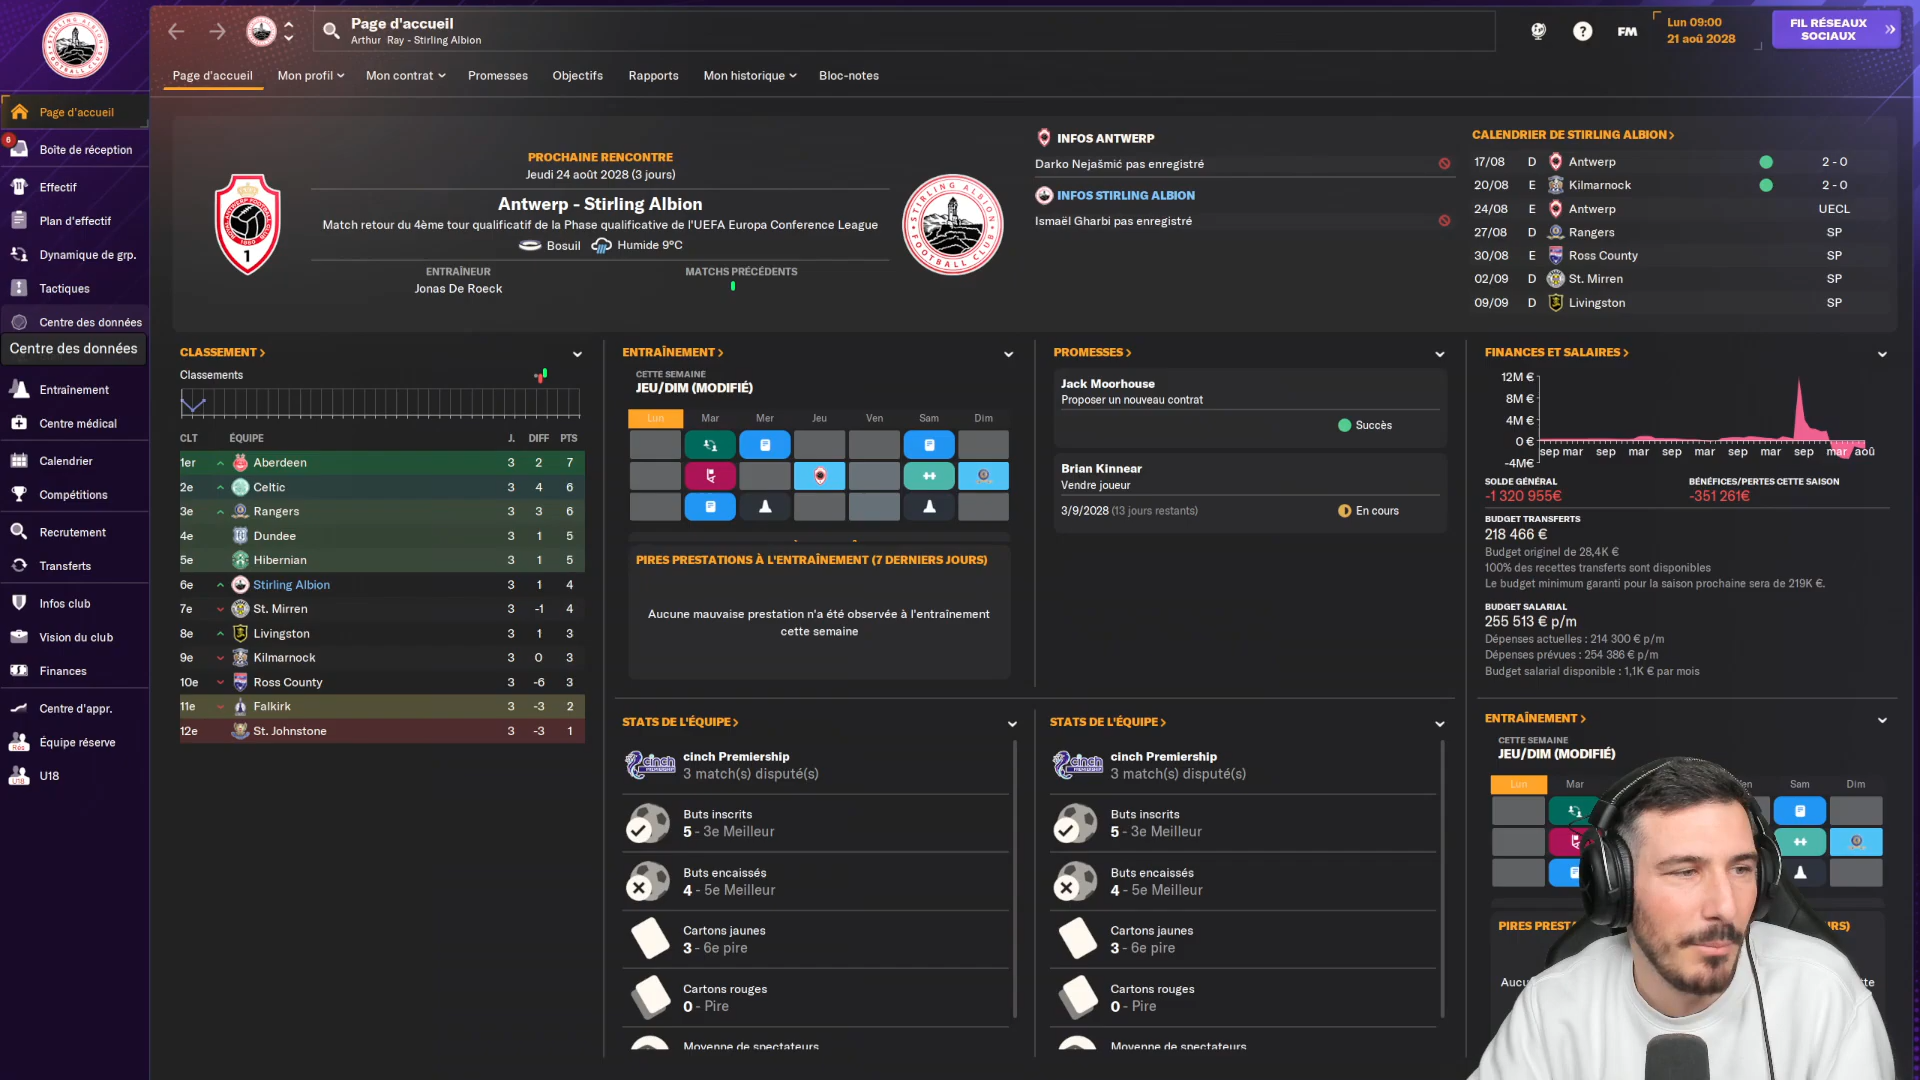 Page d'accueil
Arthur Ray - Stirling Albion
FM
Lun 09:00
21 aoû 2028
FIL RÉSEAUX
SOCIAUX
Page d'accueil
Mon profil
Mon contrat
Promesses
Objectifs
Rapports
Mon historique
Bloc-notes
Page d'accueil
6
Boîte de réception
Effectif
Plan d'effectif
Dynamique de grp.
Tactiques
Centre des données
Centre des données
Entraînement
Centre médical
Calendrier
Compétitions
Recrutement
Transferts
Infos club
Vision du club
Finances
Centre d'appr.
Équipe réserve
U18
PROCHAINE RENCONTRE
Jeudi 24 août 2028 (3 jours)
Antwerp - Stirling Albion
Match retour du 4ème tour qualificatif de la Phase qualificative de l'UEFA Europa Conference League
Bosuil Humide 9ºC
ENTRAÎNEUR
Jonas De Roeck
MATCHS PRÉCÉDENTS
STIRLING ALBION
FOOTBALL CLUB
INFOS ANTWERP
Darko Nejašmić pas enregistré
INFOS STIRLING ALBION
Ismaël Gharbi pas enregistré
CALENDRIER DE STIRLING ALBION
17/08 D Antwerp 2 - 0
20/08 E Kilmarnock 2 - 0
24/08 E Antwerp UECL
27/08 D Rangers SP
30/08 E Ross County SP
02/09 D St. Mirren SP
09/09 D Livingston SP
CLASSEMENT
Classements
CLT ÉQUIPE J. DIFF PTS
1er Aberdeen 3 2 7
2e Celtic 3 4 6
3e Rangers 3 3 6
4e Dundee 3 1 5
5e Hibernian 3 1 5
6e Stirling Albion 3 1 4
7e St. Mirren 3 -1 4
8e Livingston 3 1 3
9e Kilmarnock 3 0 3
10e Ross County 3 -6 3
11e Falkirk 3 -3 2
12e St. Johnstone 3 -3 1
ENTRAÎNEMENT
CETTE SEMAINE
JEU/DIM (MODIFIÉ)
Lun Mar Mer Jeu Ven Sam Dim
PIRES PRESTATIONS À L'ENTRAÎNEMENT (7 DERNIERS JOURS)
Aucune mauvaise prestation n'a été observée à l'entraînement
cette semaine
PROMESSES
Jack Moorhouse
Proposer un nouveau contrat
Succès
Brian Kinnear
Vendre joueur
3/9/2028 (13 jours restants)
En cours
FINANCES ET SALAIRES
12M €
8M €
4M €
0 €
-4M€
sep mar sep mar sep mar sep mar sep mar aoû
SOLDE GÉNÉRAL
-1 320 955€
BÉNÉFICES/PERTES CETTE SAISON
-351 261€
BUDGET TRANSFERTS
218 466 €
Budget originel de 28,4K €
100% des recettes transferts sont disponibles
Le budget minimum garanti pour la saison prochaine sera de 219K €.
BUDGET SALARIAL
255 513 € p/m
Dépenses actuelles : 214 300 € p/m
Dépenses prévues : 254 386 € p/m
Budget salarial disponible : 1,1K € par mois
STATS DE L'ÉQUIPE
cinch Premiership
3 match(s) disputé(s)
Buts inscrits
5 - 3e Meilleur
Buts encaissés
4 - 5e Meilleur
Cartons jaunes
3 - 6e pire
Cartons rouges
0 - Pire
Moyenne de spectateurs
STATS DE L'ÉQUIPE
cinch Premiership
3 match(s) disputé(s)
Buts inscrits
5 - 3e Meilleur
Buts encaissés
4 - 5e Meilleur
Cartons jaunes
3 - 6e pire
Cartons rouges
0 - Pire
Moyenne de spectateurs
ENTRAÎNEMENT
CETTE SEMAINE
JEU/DIM (MODIFIÉ)
Lun Mar Sam Dim
PIRES